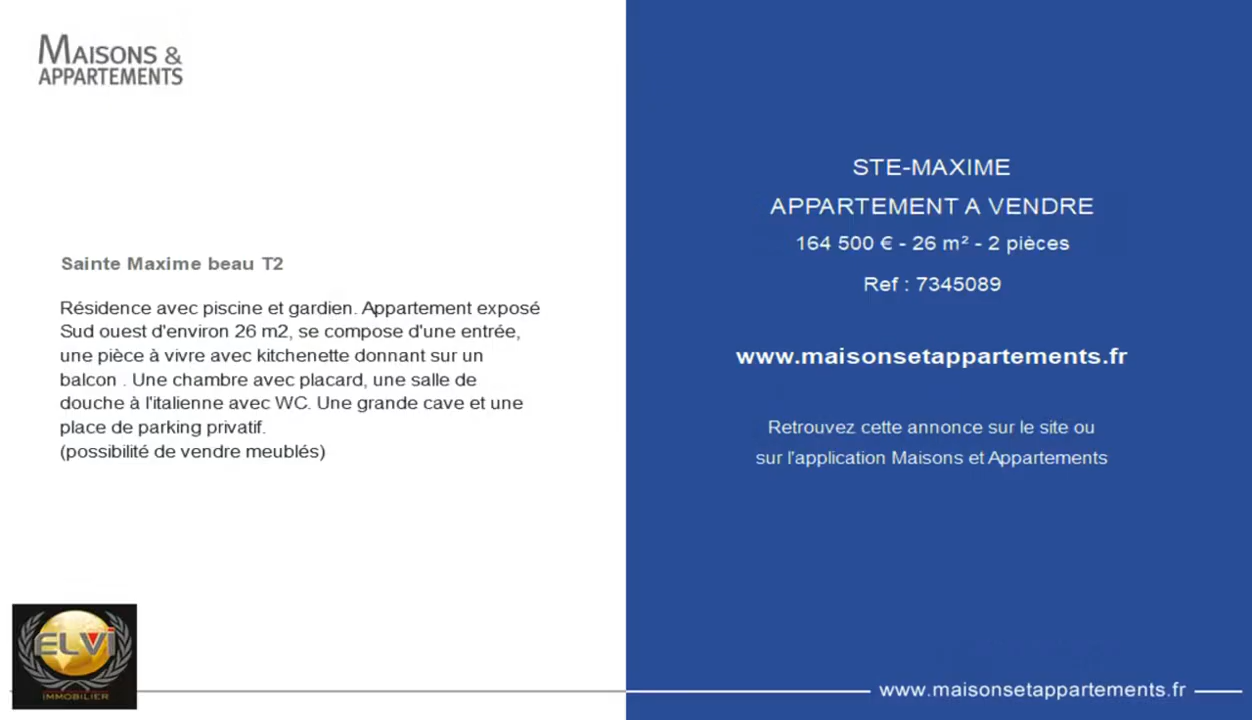 MAISONS &
APPARTEMENTS
Sainte Maxime beau T2
Résidence avec piscine et gardien. Appartement exposé
Sud ouest d'environ 26 m2, se compose d'une entrée,
une pièce à vivre avec kitchenette donnant sur un
balcon . Une chambre avec placard, une salle de
douche à l'italienne avec WC. Une grande cave et une
place de parking privatif.
(possibilité de vendre meublés)
ELVi
IMMOBILIER
STE-MAXIME
APPARTEMENT A VENDRE
164 500 € - 26 m² - 2 pièces
Ref : 7345089
www.maisonsetappartements.fr
Retrouvez cette annonce sur le site ou
sur l'application Maisons et Appartements
www.maisonsetappartements.fr